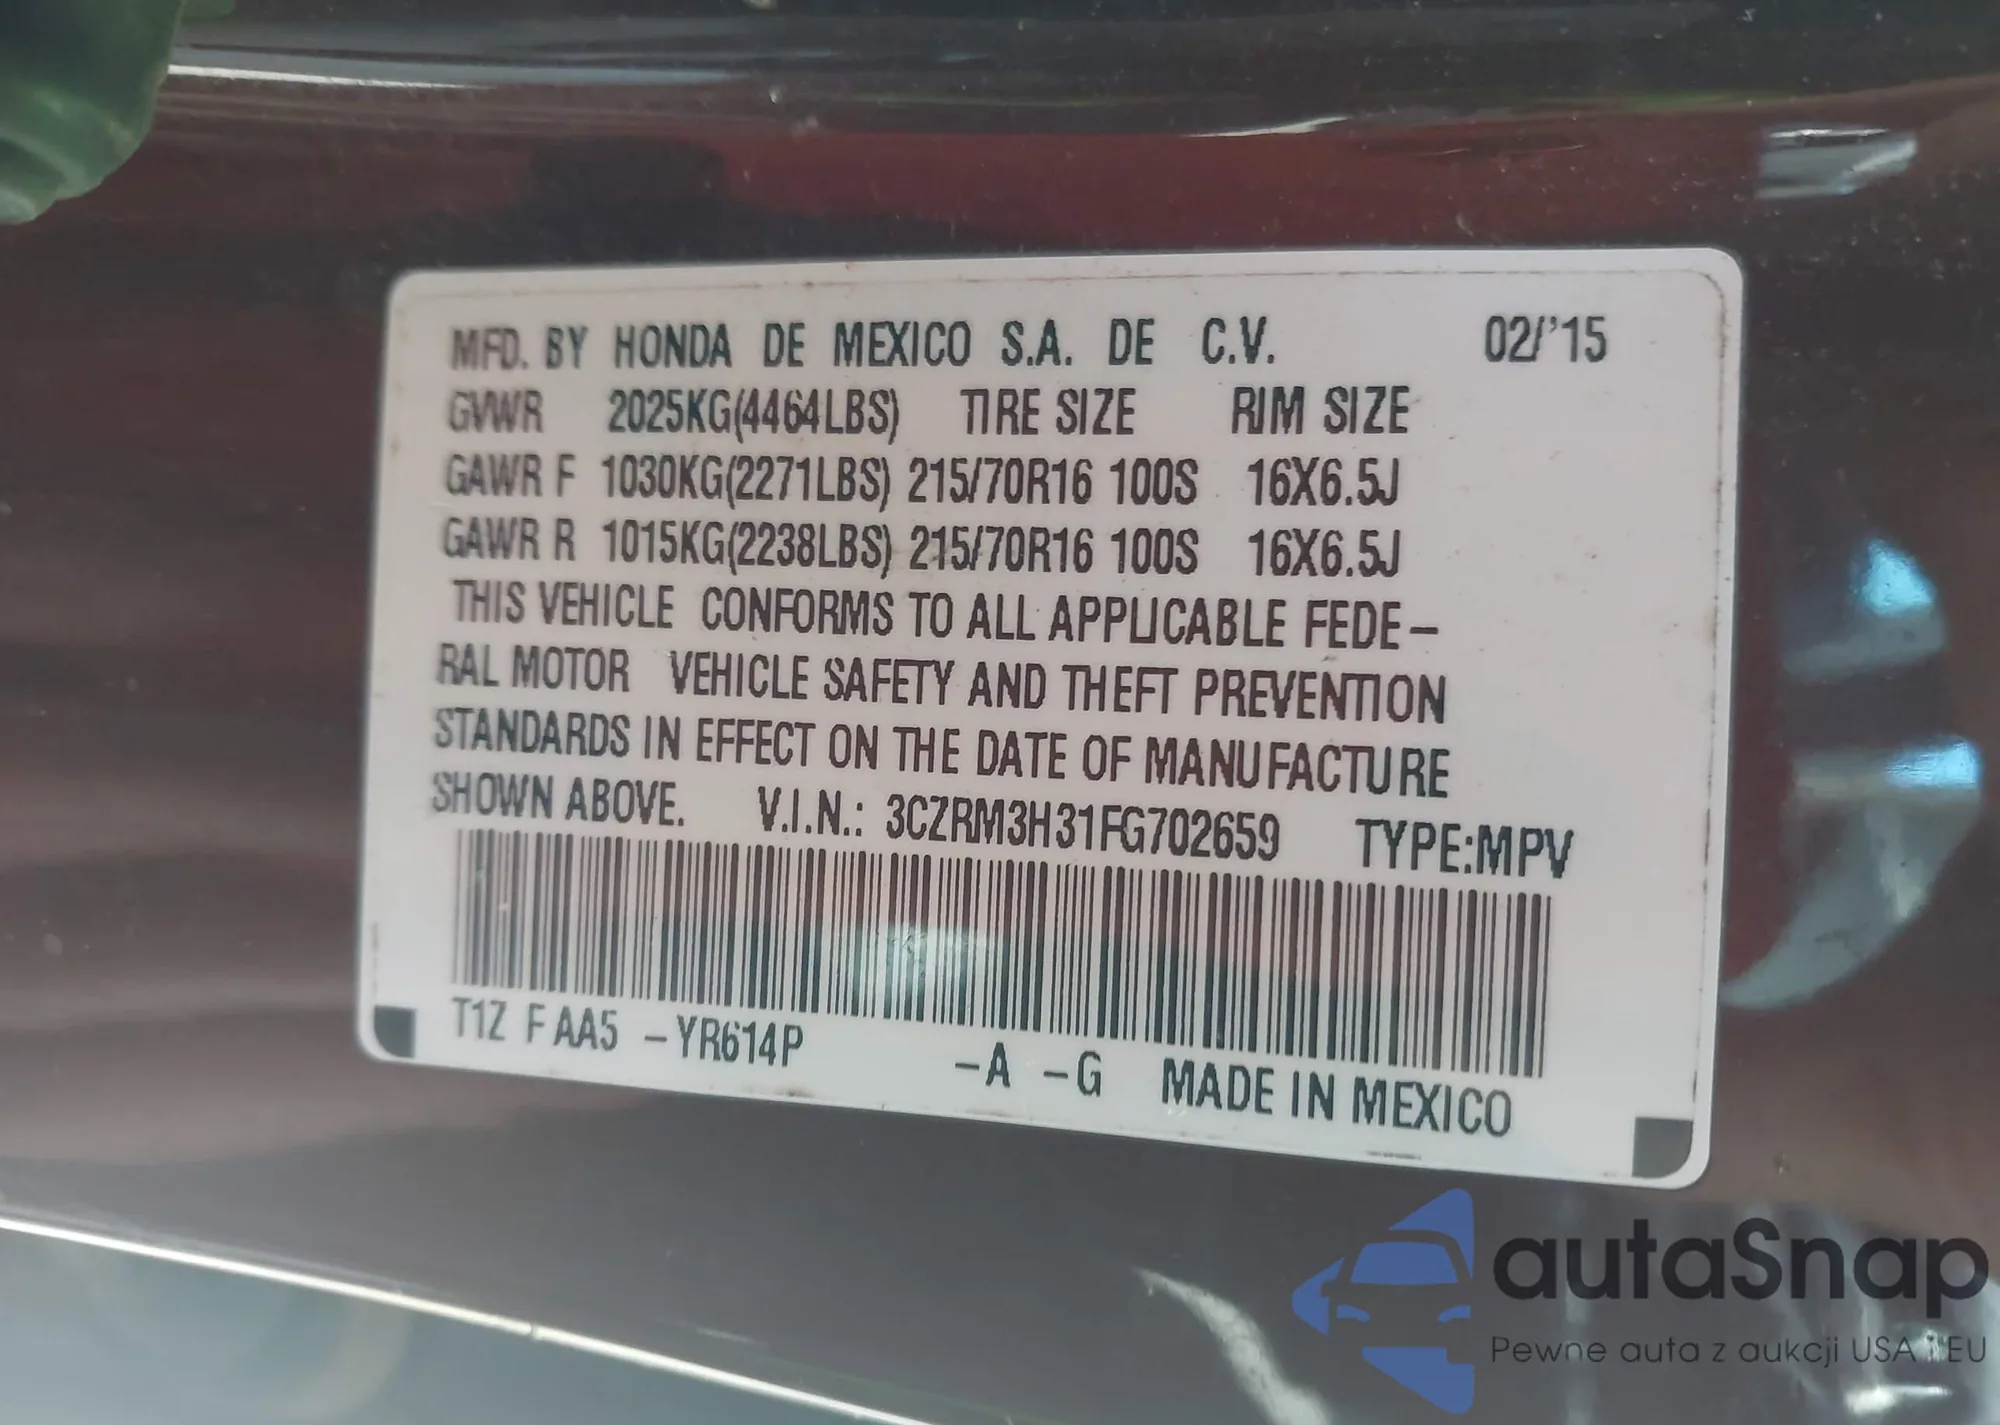 MFD. BY HONDA DE MEXICO S.A. DE C.V. 02/'15
GVWR 2025KG(4464LBS) TIRE SIZE RIM SIZE
GAWR F 1030KG(2271LBS) 215/70R16 100S 16X6.5J
GAWR R 1015KG(2238LBS) 215/70R16 100S 16X6.5J
THIS VEHICLE CONFORMS TO ALL APPLICABLE FEDE-
RAL MOTOR VEHICLE SAFETY AND THEFT PREVENTION
STANDARDS IN EFFECT ON THE DATE OF MANUFACTURE
SHOWN ABOVE. V.I.N.: 3CZRM3H31FG702659 TYPE:MPV
T1Z F AA5 -YR614P -A -G MADE IN MEXICO
autaSnap
Pewne auta z aukcji USA i EU